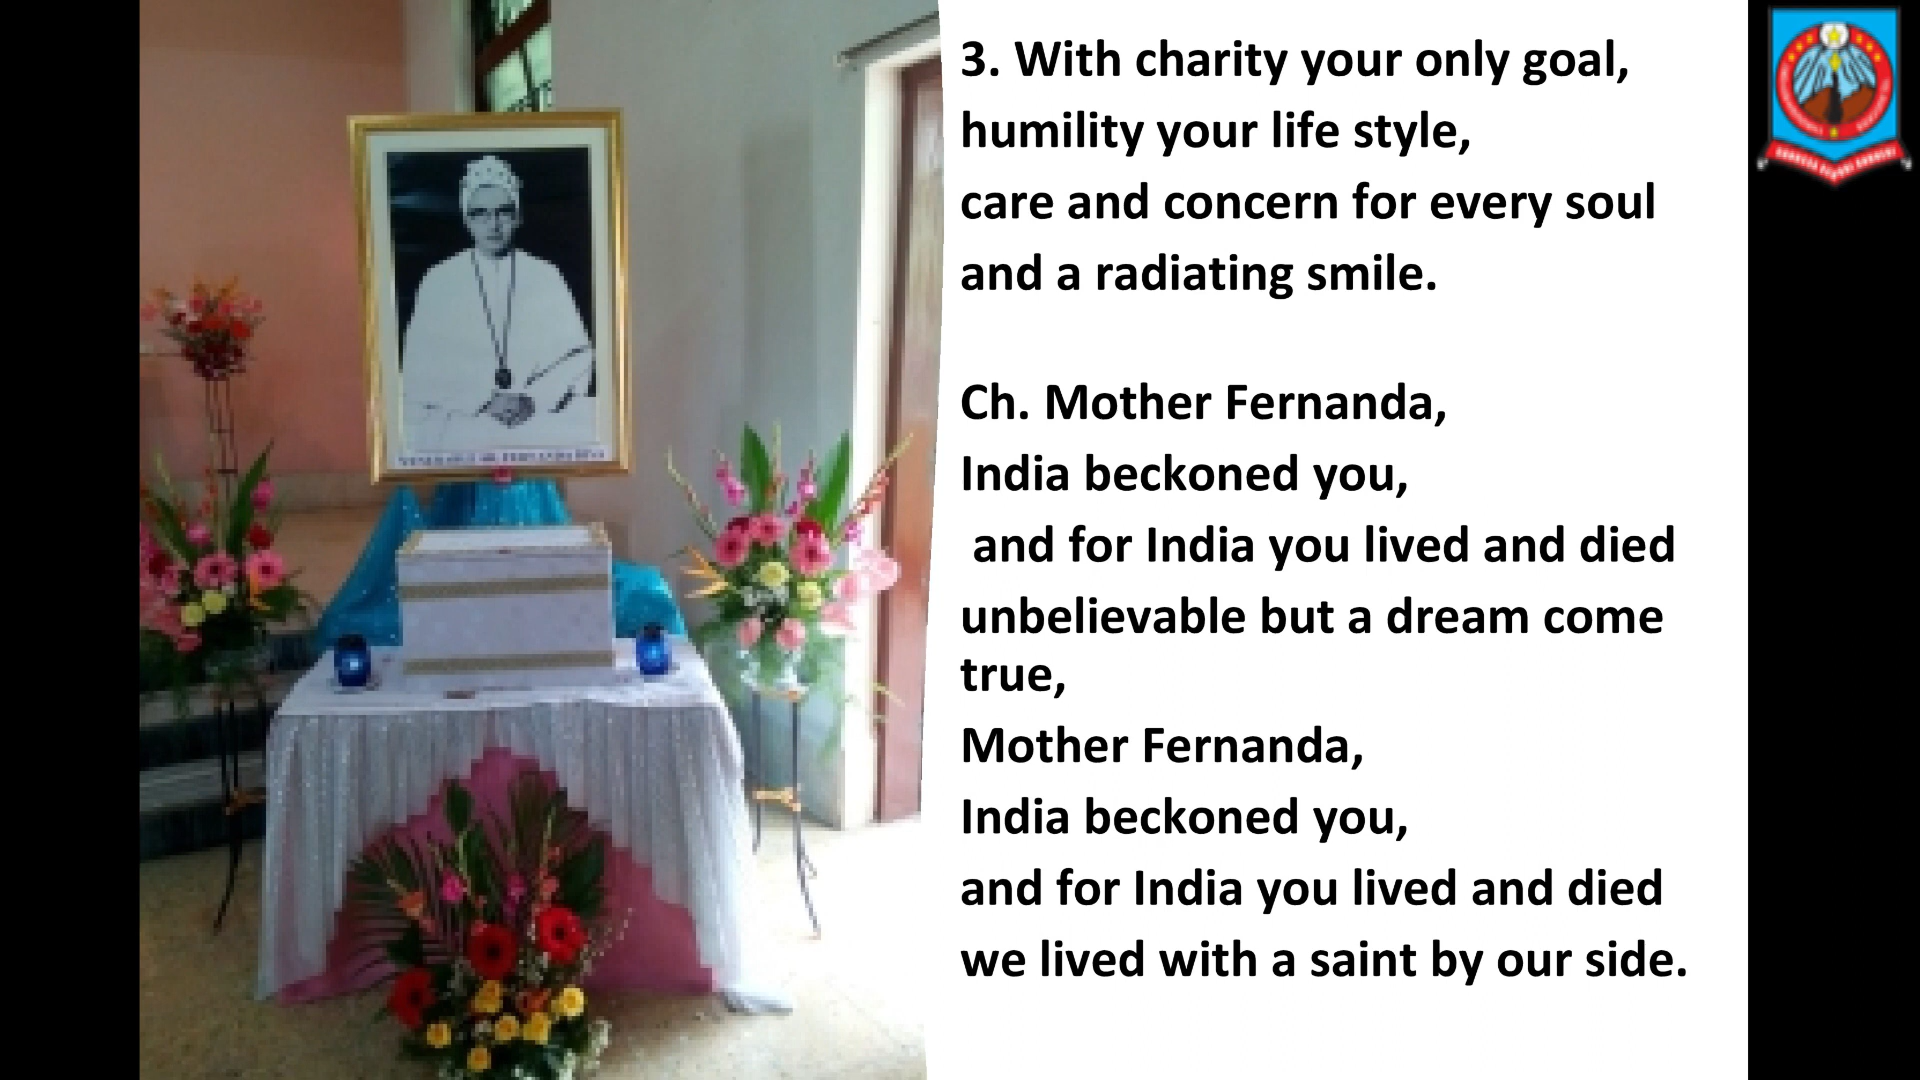 3. With charity your only goal,
humility your life style,
care and concern for every soul
and a radiating smile.
Ch. Mother Fernanda,
India beckoned you,
and for India you lived and died
unbelievable but a dream come
true,
Mother Fernanda,
India beckoned you,
and for India you lived and died
we lived with a saint by our side.